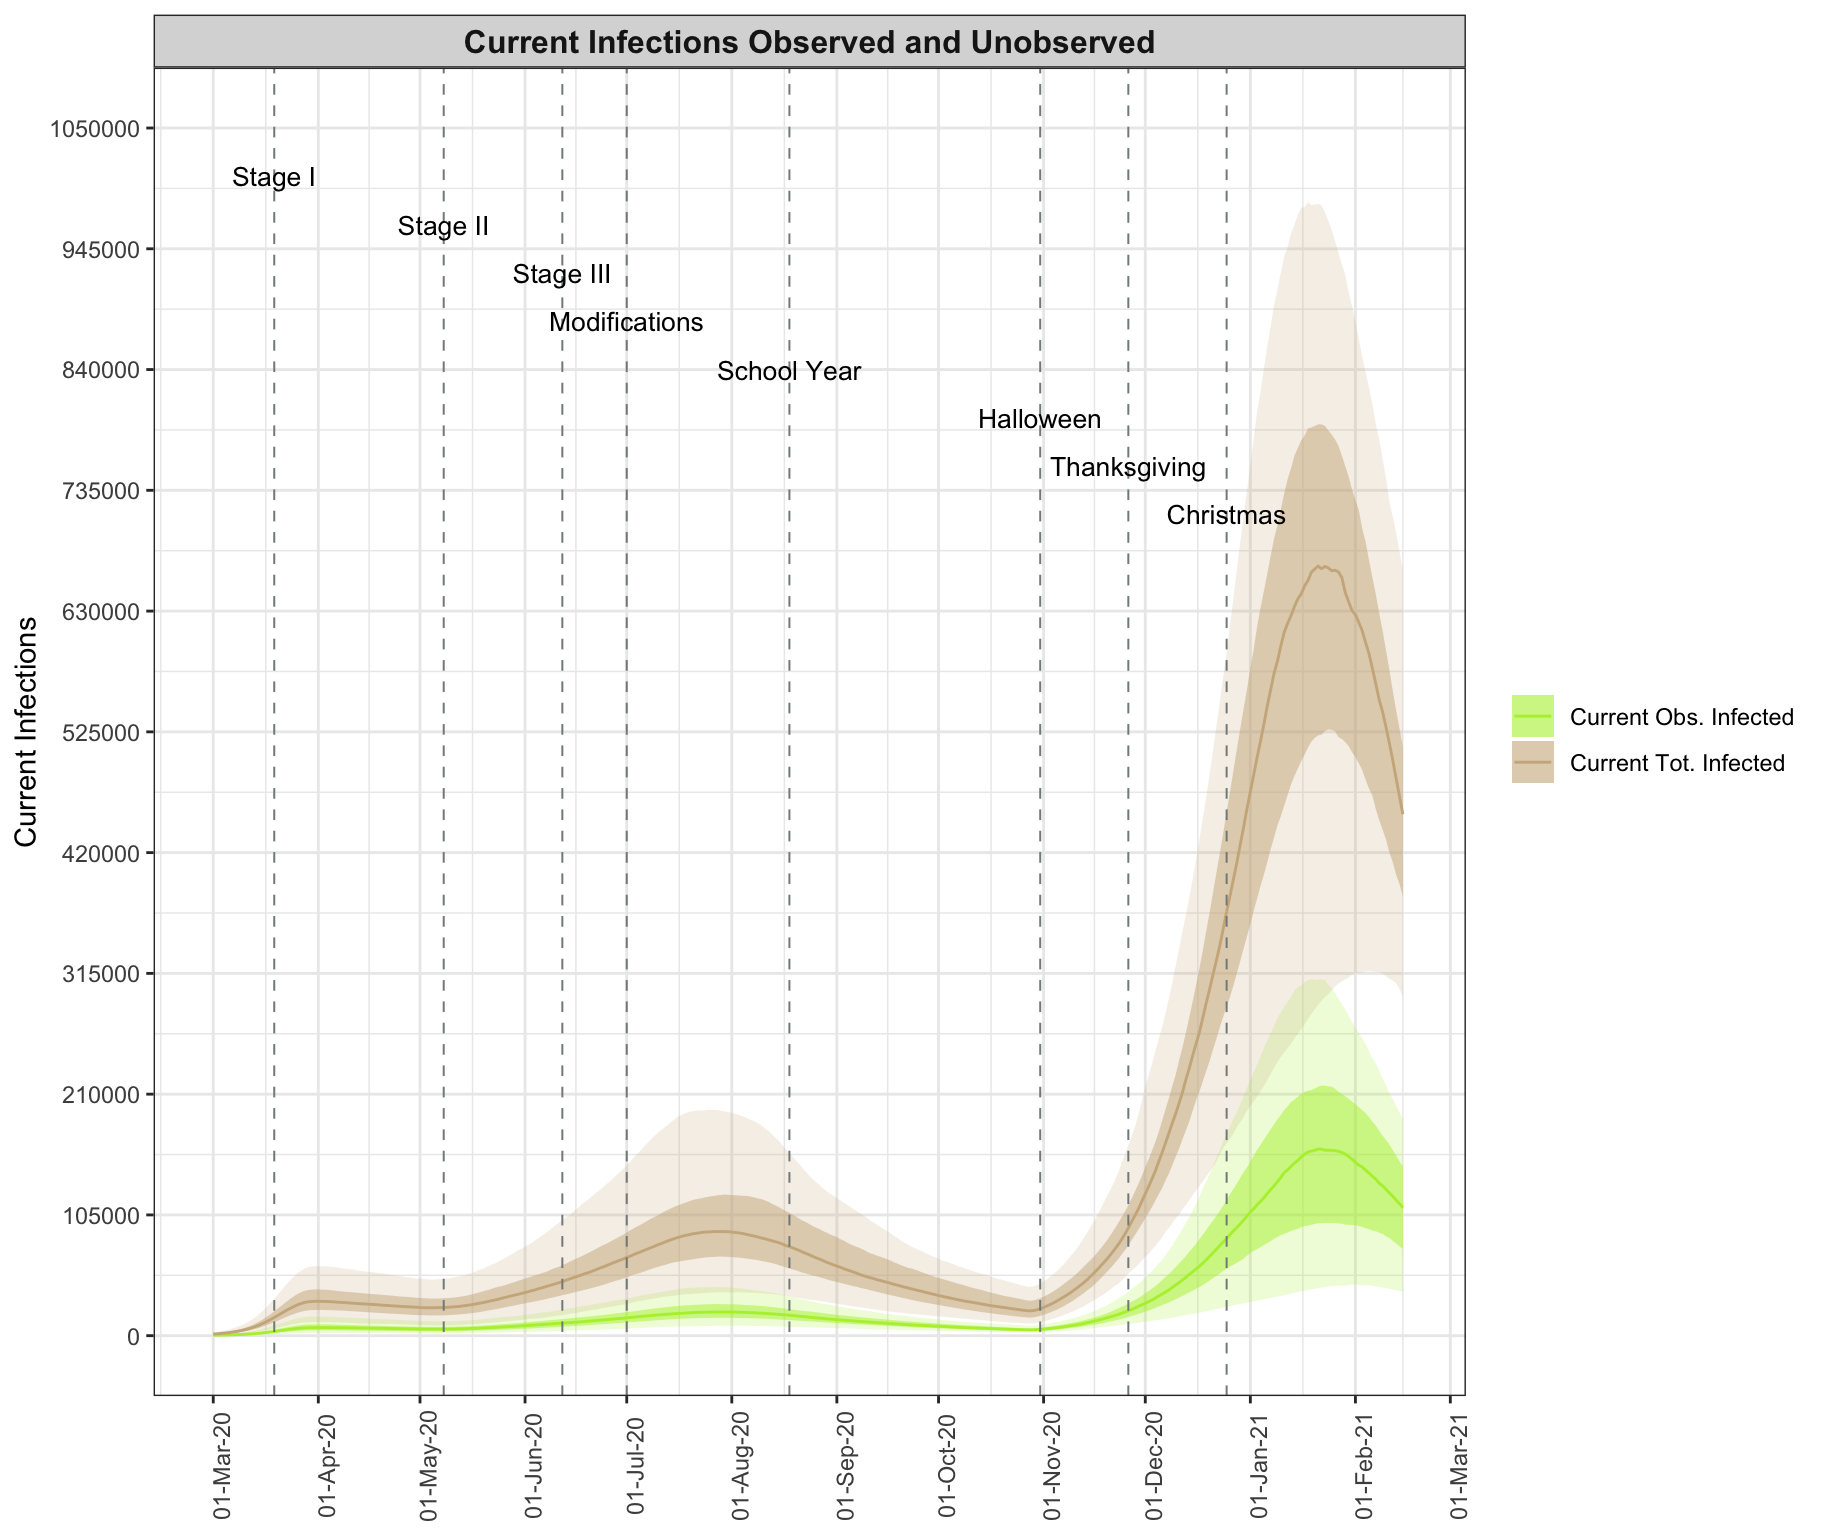 Current Infections Observed and Unobserved
Current Infections
1050000
945000
840000
735000
630000
525000
420000
315000
210000
105000
0
Stage I
Stage II
Stage III
Modifications
School Year
Halloween
Thanksgiving
Christmas
01-Mar-20
01-Apr-20
01-May-20
01-Jun-20
01-Jul-20
01-Aug-20
01-Sep-20
01-Oct-20
01-Nov-20
01-Dec-20
01-Jan-21
01-Feb-21
01-Mar-21
Current Obs. Infected
Current Tot. Infected